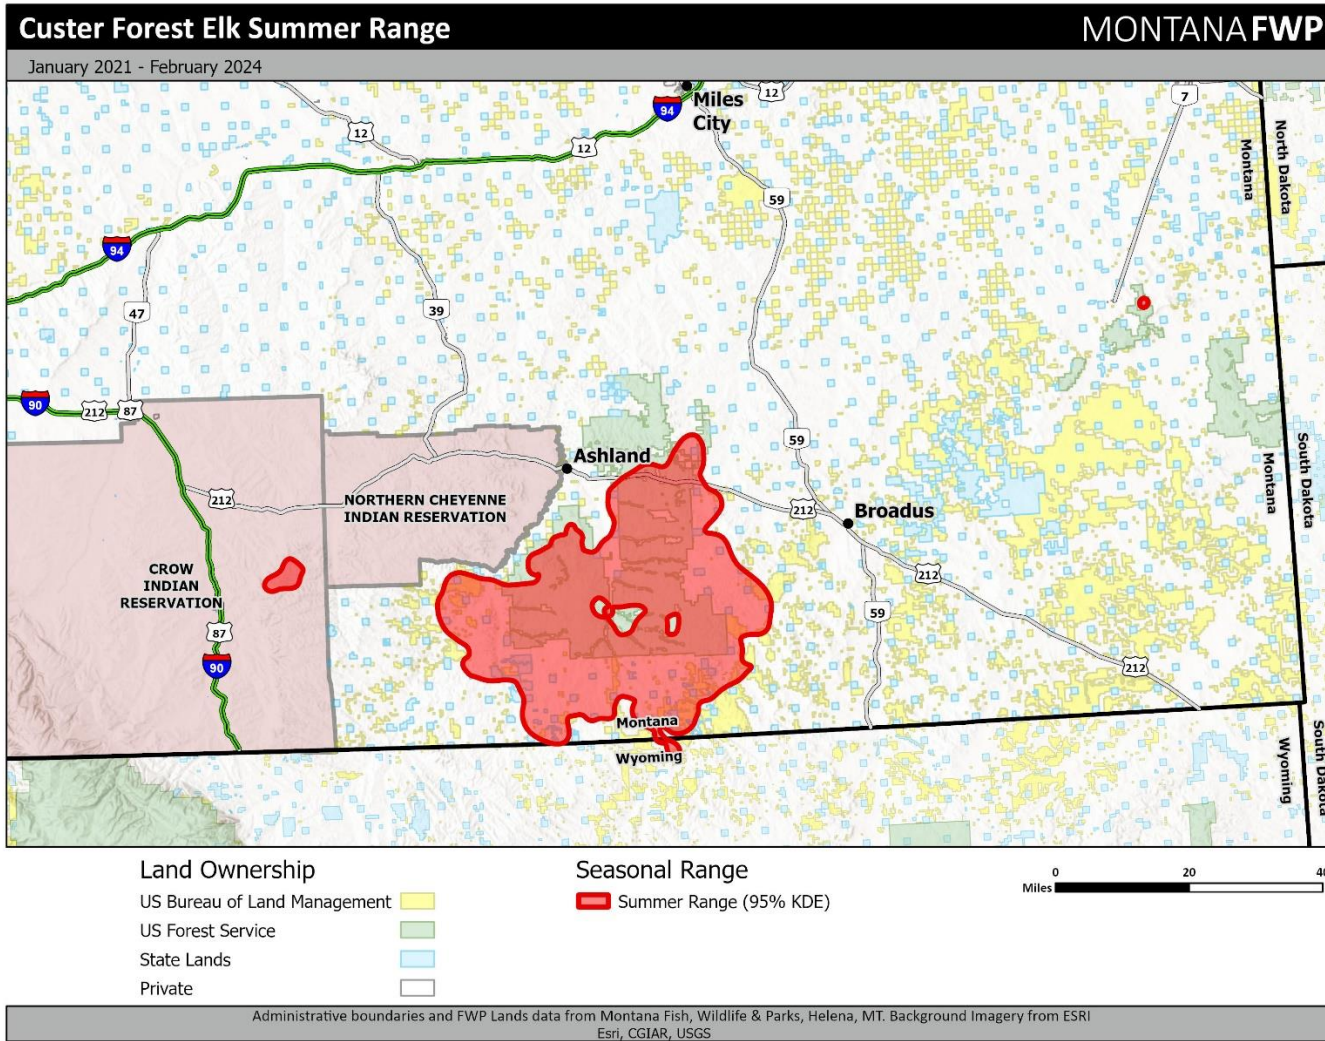 Custer Forest Elk Summer Range
MONTANA FWP
January 2021 - February 2024
12
94
Miles
City
12
7
12
12
59
North Dakota
Montana
94
47
39
90
212
87
59
Ashland
South Dakota
Montana
212
NORTHERN CHEYENNE
INDIAN RESERVATION
212
Broadus
CROW
INDIAN
RESERVATION
212
59
87
90
212
Montana
Wyoming
South Dakota
Wyoming
Land Ownership
US Bureau of Land Management
US Forest Service
State Lands
Private
Seasonal Range
Summer Range (95% KDE)
0
20
40
Miles
Administrative boundaries and FWP Lands data from Montana Fish, Wildlife & Parks, Helena, MT. Background Imagery from ESRI
Esri, CGIAR, USGS